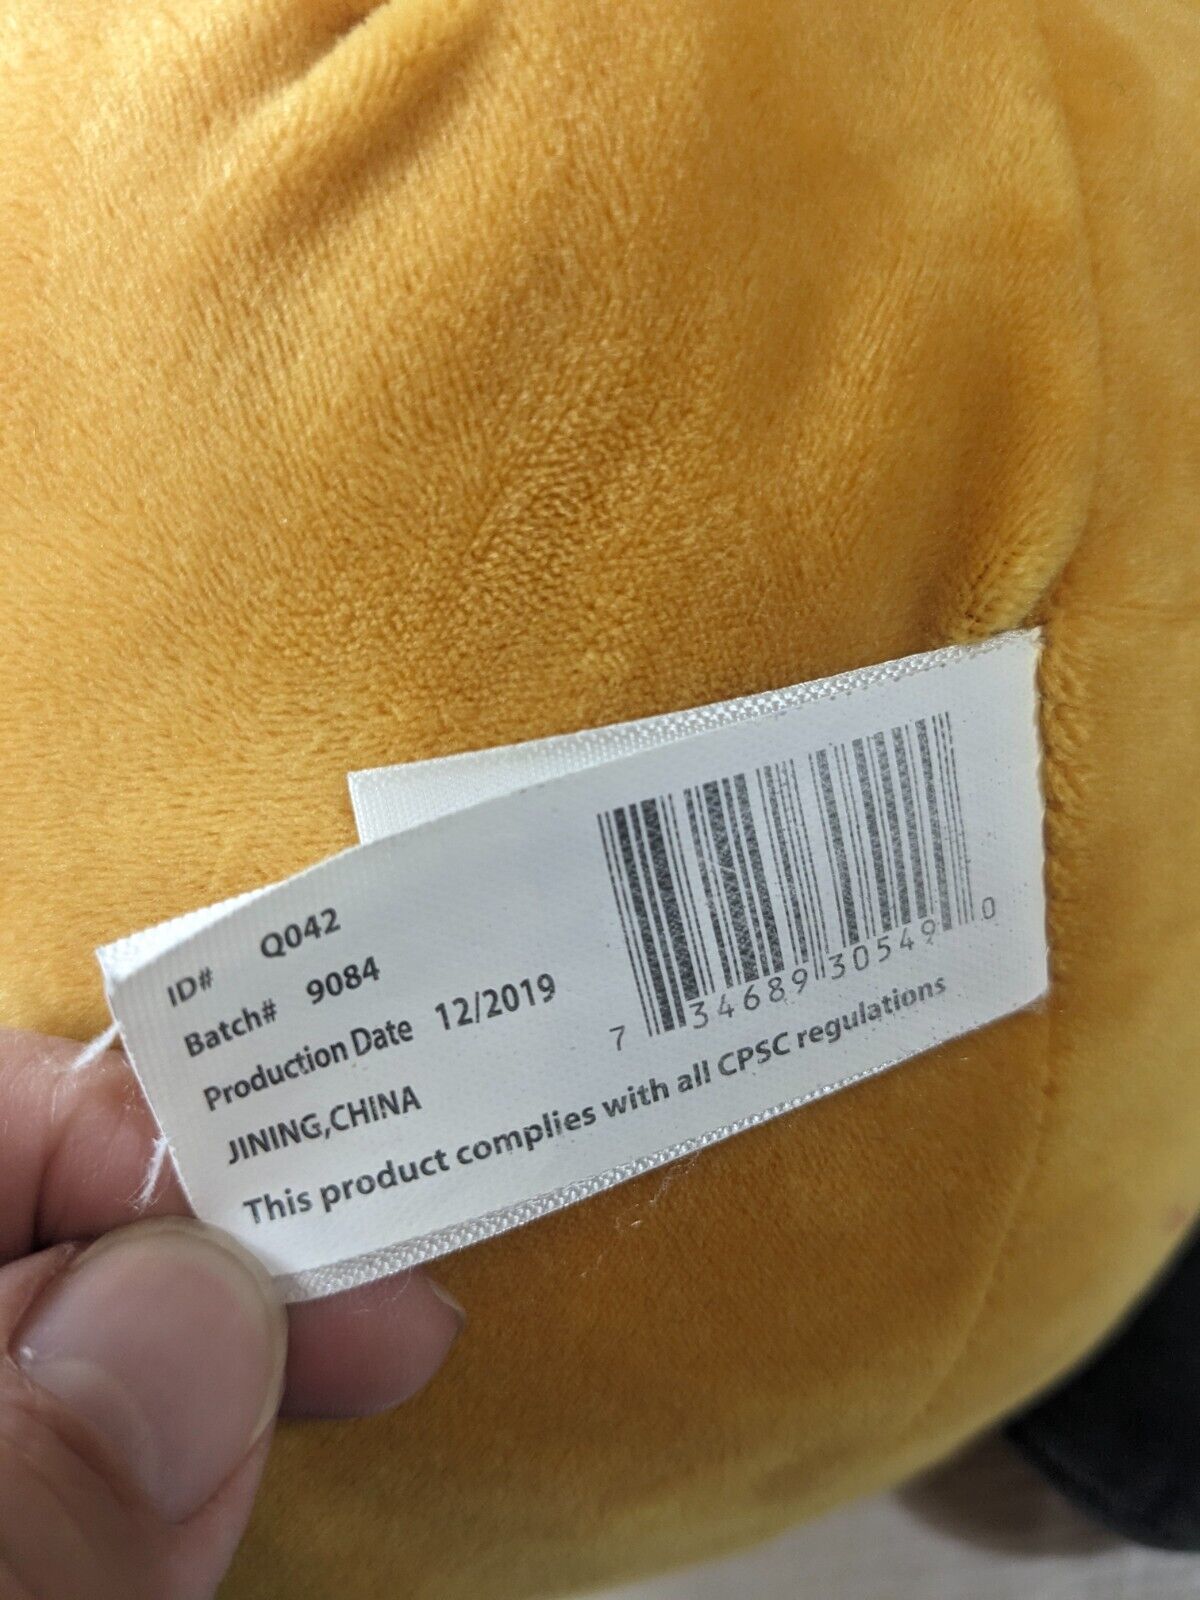 ID# Q042
Batch# 9084
Production Date 12/2019
JINING,CHINA
This product complies with all CPSC regulations
7 34689 30549 0